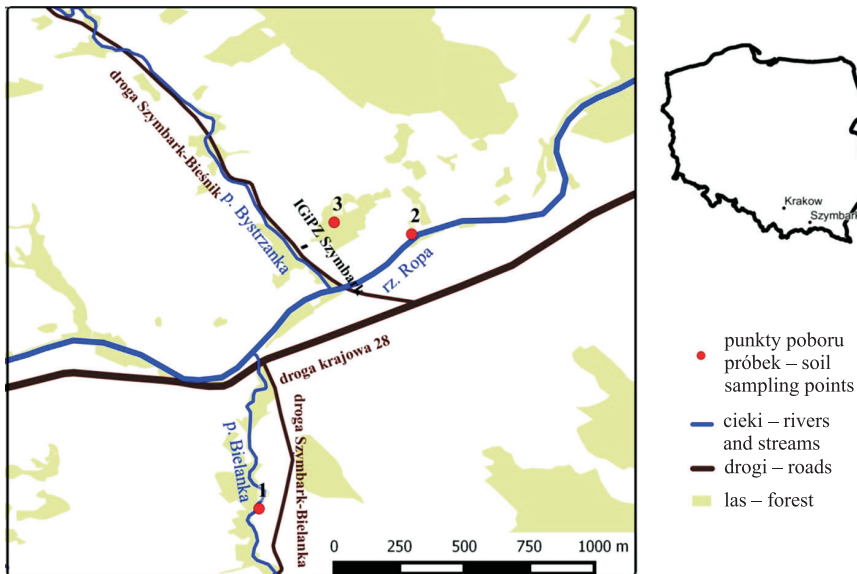 droga Szymbark-Bieśnik
p. Bystrzanka
IGiPZ Szymbark
3
2
rz. Ropa
droga krajowa 28
droga Szymbark-Bielanka
p. Bielanka
1
0 250 500 750 1000 m
Krakow
Szymbark
punkty poboru
próbek – soil
sampling points
cieki – rivers
and streams
drogi – roads
las – forest